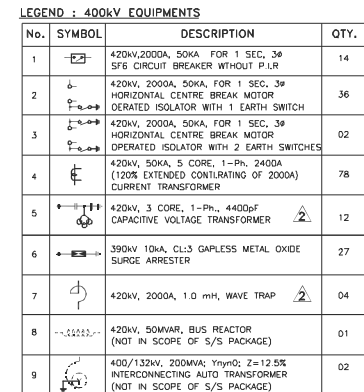 LEGEND : 400kV EQUIPMENTS
No. SYMBOL DESCRIPTION QTY.
1 420kV,2000A, 50KA FOR 1 SEC, 3ø 14
SF6 CIRCUIT BREAKER WTHOUT P.I.R
2 420kV, 2000A, 50KA, FOR 1 SEC. 3ø 36
HORIZONTAL CENTRE BREAK MOTOR
OERATED ISOLATOR WITH 1 EARTH SWITCH
3 420kV, 2000A, 50KA, FOR 1 SEC, 3ø 02
HORIZONTAL CENTRE BREAK MOTOR
OPERATED ISOLATOR WITH 2 EARTH SWITCHES
4 420kV, 50KA, 5 CORE, 1-Ph. 2400A 78
(120% EXTENDED CONTI.RATING OF 2000A)
CURRENT TRANSFORMER
5 420kV, 3 CORE, 1-Ph., 4400pF 12
CAPACITIVE VOLTAGE TRANSFORMER 2
6 390kV 10kA, CL:3 GAPLESS METAL OXIDE 27
SURGE ARRESTER
7 420kV, 2000A, 1.0 mH, WAVE TRAP 2 04
8 420kV, 50MVAR, BUS REACTOR 01
(NOT IN SCOPE OF S/S PACKAGE)
9 400/132kV, 200MVA; Ynyn0; Z=12.5% 02
INTERCONNECTING AUTO TRANSFORMER
(NOT IN SCOPE OF S/S PACKAGE)